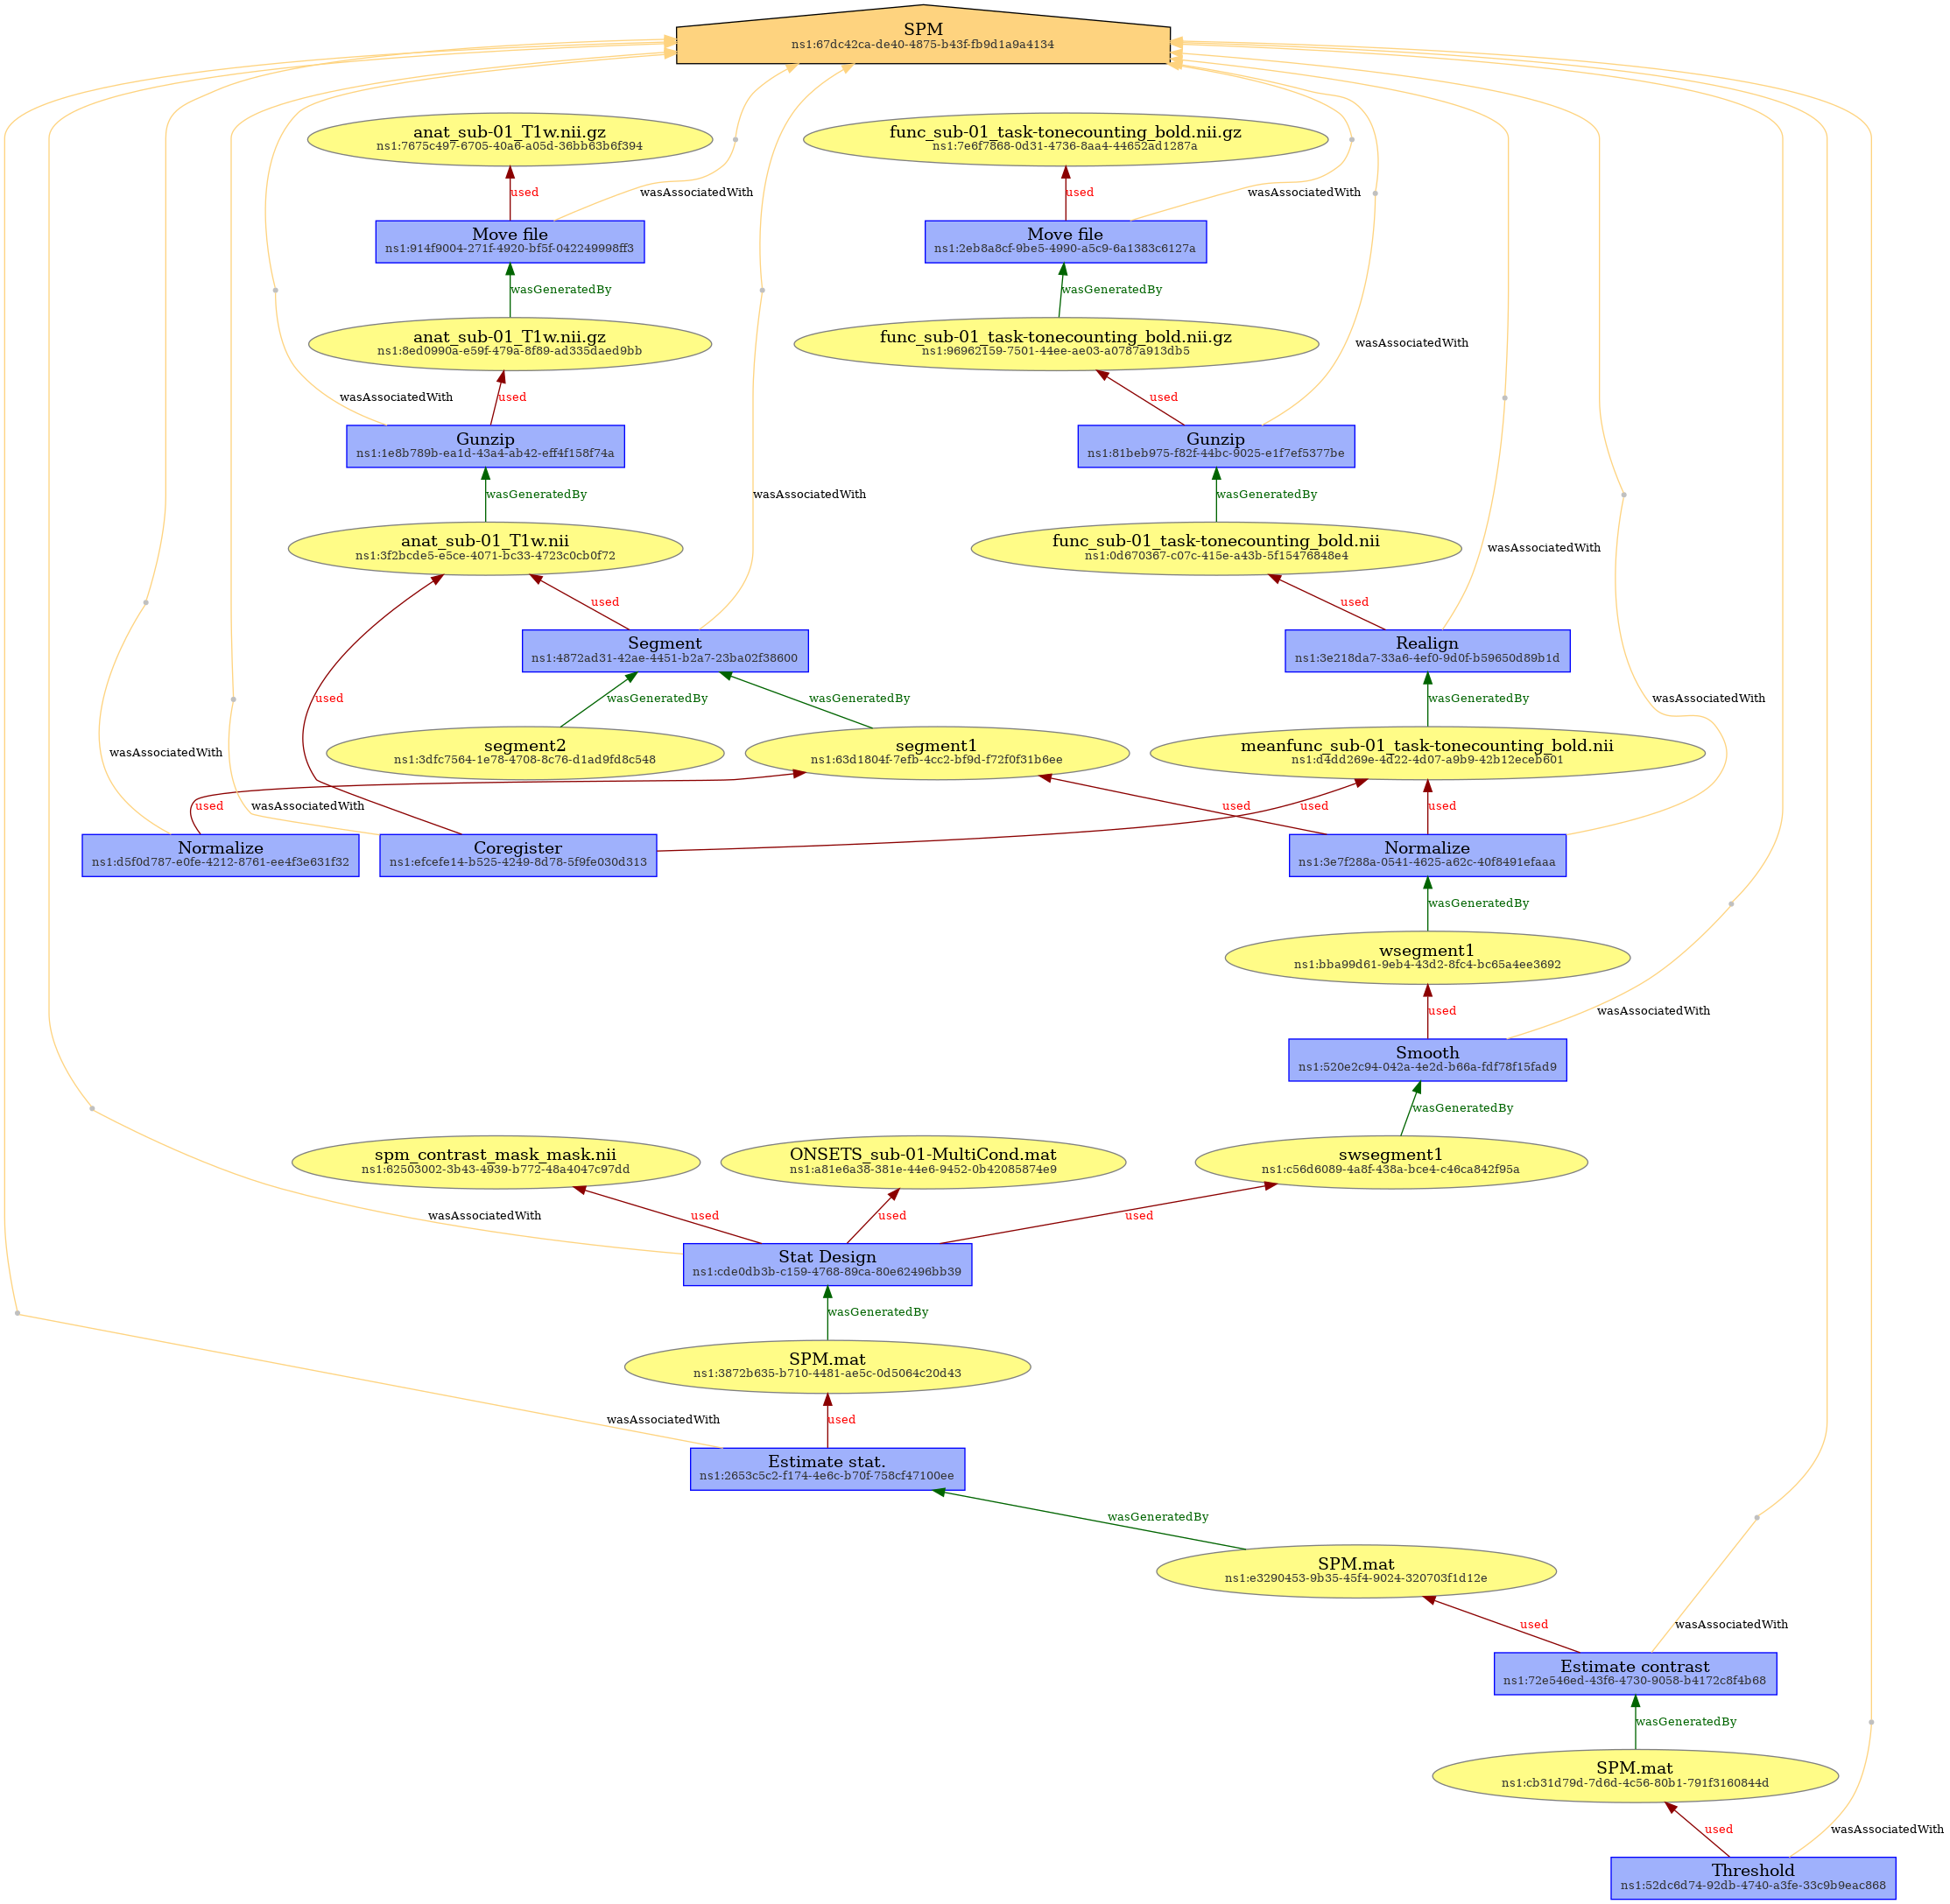 SPM
ns1:67dc42ca-de40-4875-b43f-fb9d1a9a4134
anat_sub-01_T1w.nii.gz
ns1:7675c497-6705-40a6-a05d-36bb63b6f394
func_sub-01_task-tonecounting_bold.nii.gz
ns1:7e6f7868-0d31-4736-8aa4-44652ad1287a
used
wasAssociatedWith
used
wasAssociatedWith
Move file
ns1:914f9004-271f-4920-bf5f-042249998ff3
Move file
ns1:2eb8a8cf-9be5-4990-a5c9-6a1383c6127a
wasGeneratedBy
wasGeneratedBy
anat_sub-01_T1w.nii.gz
ns1:8ed0990a-e59f-479a-8f89-ad335daed9bb
func_sub-01_task-tonecounting_bold.nii.gz
ns1:96962159-7501-44ee-ae03-a0787a913db5
wasAssociatedWith
wasAssociatedWith
used
used
Gunzip
ns1:1e8b789b-ea1d-43a4-ab42-eff4f158f74a
Gunzip
ns1:81beb975-f82f-44bc-9025-e1f7ef5377be
wasGeneratedBy
wasAssociatedWith
wasGeneratedBy
anat_sub-01_T1w.nii
ns1:3f2bcde5-e5ce-4071-bc33-4723c0cb0f72
func_sub-01_task-tonecounting_bold.nii
ns1:0d670367-c07c-415e-a43b-5f15476848e4
wasAssociatedWith
used
used
Segment
ns1:4872ad31-42ae-4451-b2a7-23ba02f38600
Realign
ns1:3e218da7-33a6-4ef0-9d0f-b59650d89b1d
used
wasGeneratedBy
wasGeneratedBy
wasGeneratedBy
wasAssociatedWith
wasAssociatedWith
segment2
ns1:3dfc7564-1e78-4708-8c76-d1ad9fd8c548
segment1
ns1:63d1804f-7efb-4cc2-bf9d-f72f0f31b6ee
meanfunc_sub-01_task-tonecounting_bold.nii
ns1:d4dd269e-4d22-4d07-a9b9-42b12eceb601
used
wasAssociatedWith
used
used
used
Normalize
ns1:d5f0d787-e0fe-4212-8761-ee4f3e631f32
Coregister
ns1:efcefe14-b525-4249-8d78-5f9fe030d313
Normalize
ns1:3e7f288a-0541-4625-a62c-40f8491efaaa
wasGeneratedBy
wsegment1
ns1:bba99d61-9eb4-43d2-8fc4-bc65a4ee3692
used
wasAssociatedWith
Smooth
ns1:520e2c94-042a-4e2d-b66a-fdf78f15fad9
wasGeneratedBy
spm_contrast_mask_mask.nii
ns1:62503002-3b43-4939-b772-48a4047c97dd
ONSETS_sub-01-MultiCond.mat
ns1:a81e6a38-381e-44e6-9452-0b42085874e9
swsegment1
ns1:c56d6089-4a8f-438a-bce4-c46ca842f95a
wasAssociatedWith
used
used
used
Stat Design
ns1:cde0db3b-c159-4768-89ca-80e62496bb39
wasGeneratedBy
SPM.mat
ns1:3872b635-b710-4481-ae5c-0d5064c20d43
wasAssociatedWith
used
Estimate stat.
ns1:2653c5c2-f174-4e6c-b70f-758cf47100ee
wasGeneratedBy
SPM.mat
ns1:e3290453-9b35-45f4-9024-320703f1d12e
used
wasAssociatedWith
Estimate contrast
ns1:72e546ed-43f6-4730-9058-b4172c8f4b68
wasGeneratedBy
SPM.mat
ns1:cb31d79d-7d6d-4c56-80b1-791f3160844d
used
wasAssociatedWith
Threshold
ns1:52dc6d74-92db-4740-a3fe-33c9b9eac868